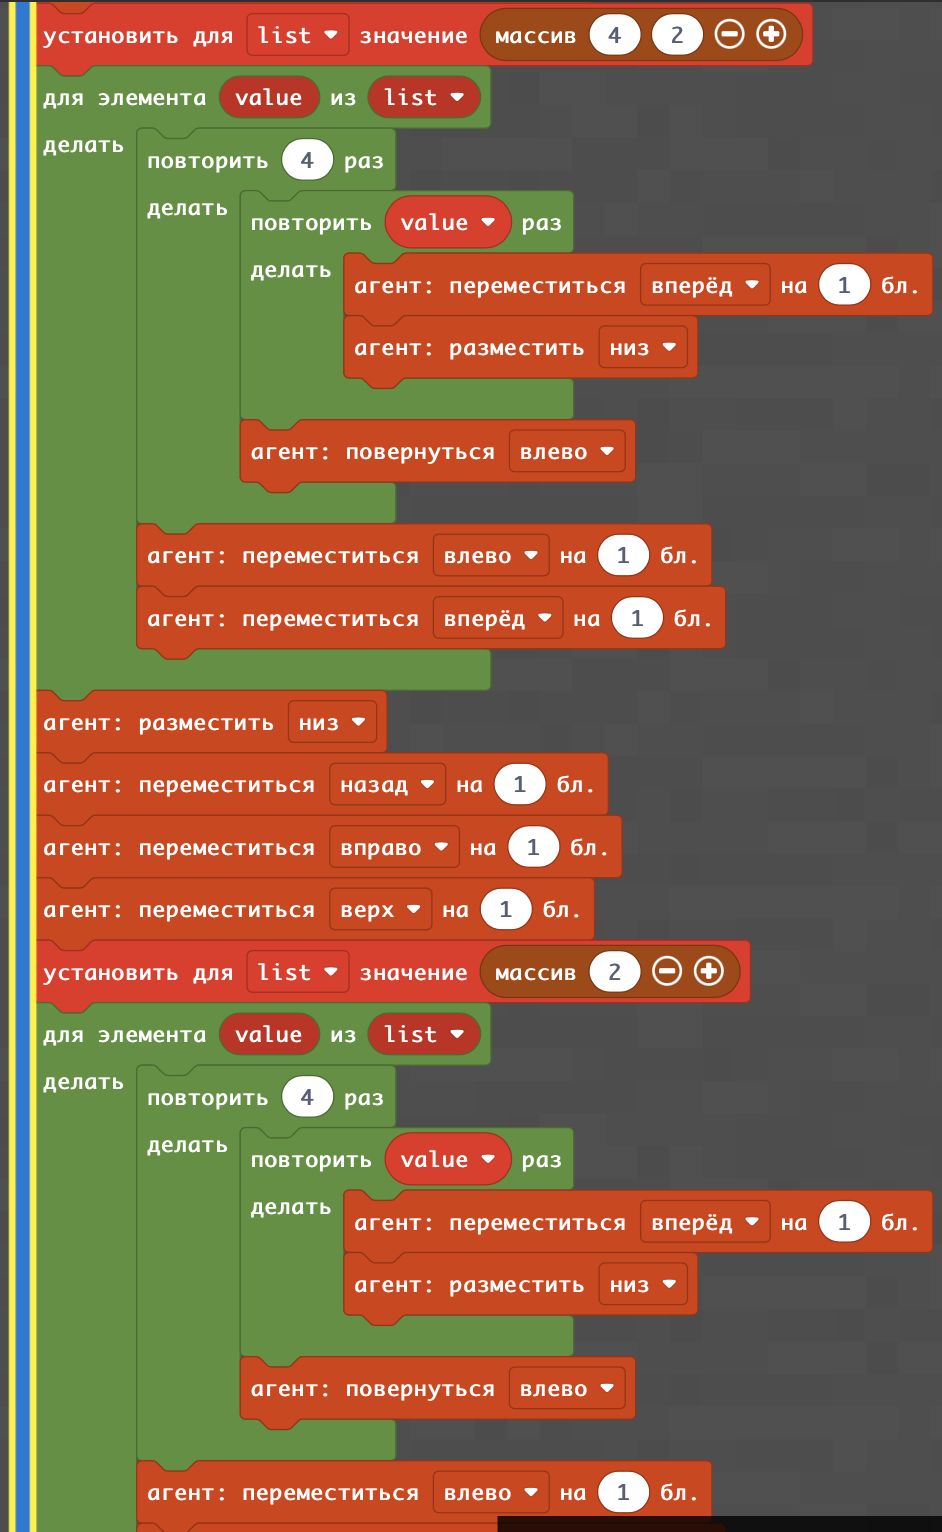 установить для list значение массив 4 2
для элемента value из list
делать
повторить 4 раз
делать
повторить value раз
делать
агент: переместиться вперёд на 1 бл.
агент: разместить низ
агент: повернуться влево
агент: переместиться влево на 1 бл.
агент: переместиться вперёд на 1 бл.
агент: разместить низ
агент: переместиться назад на 1 бл.
агент: переместиться вправо на 1 бл.
агент: переместиться верх на 1 бл.
установить для list значение массив 2
для элемента value из list
делать
повторить 4 раз
делать
повторить value раз
делать
агент: переместиться вперёд на 1 бл.
агент: разместить низ
агент: повернуться влево
агент: переместиться влево на 1 бл.